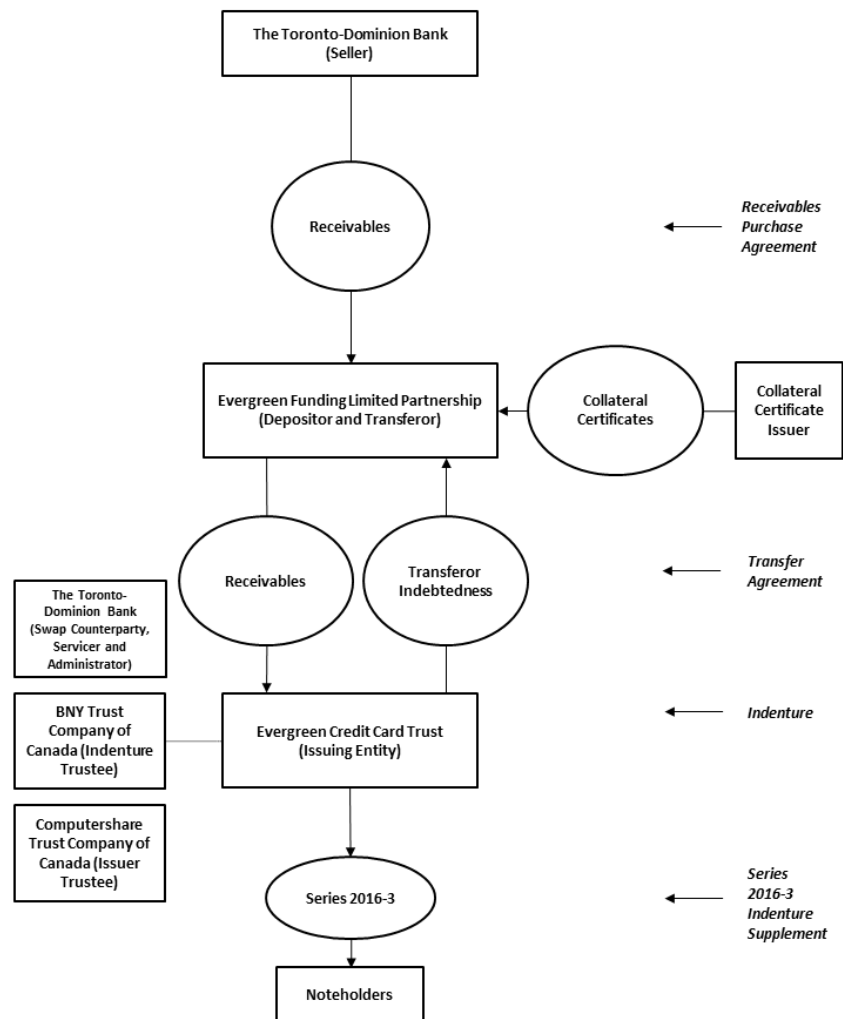 The Toronto-Dominion Bank
(Seller)
Receivables
Receivables
Purchase
Agreement
Evergreen Funding Limited Partnership
(Depositor and Transferor)
Collateral
Certificates
Collateral
Certificate
Issuer
Receivables
Transferor
Indebtedness
Transfer
Agreement
The Toronto-
Dominion Bank
(Swap Counterparty,
Servicer and
Administrator)
BNY Trust
Company of
Canada (Indenture
Trustee)
Evergreen Credit Card Trust
(Issuing Entity)
Indenture
Computershare
Trust Company of
Canada (Issuer
Trustee)
Series 2016-3
Series
2016-3
Indenture
Supplement
Noteholders